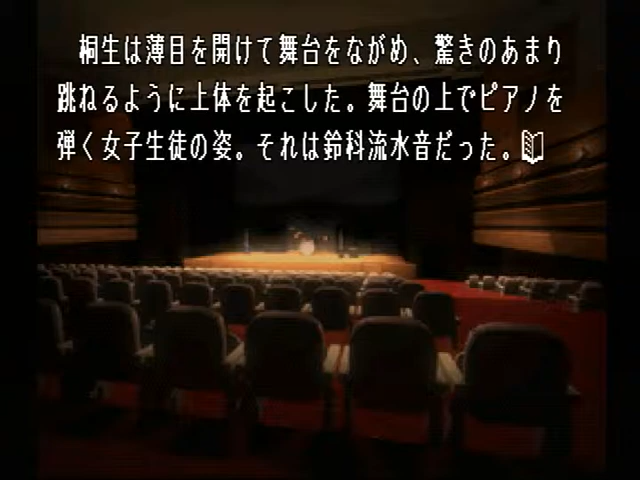 桐生は薄目を開けて舞台をながめ、驚きのあまり
跳ねるように上体を起こした。舞台の上でピアノを
弾く女子生徒の姿。それは鈴科流水音だった。